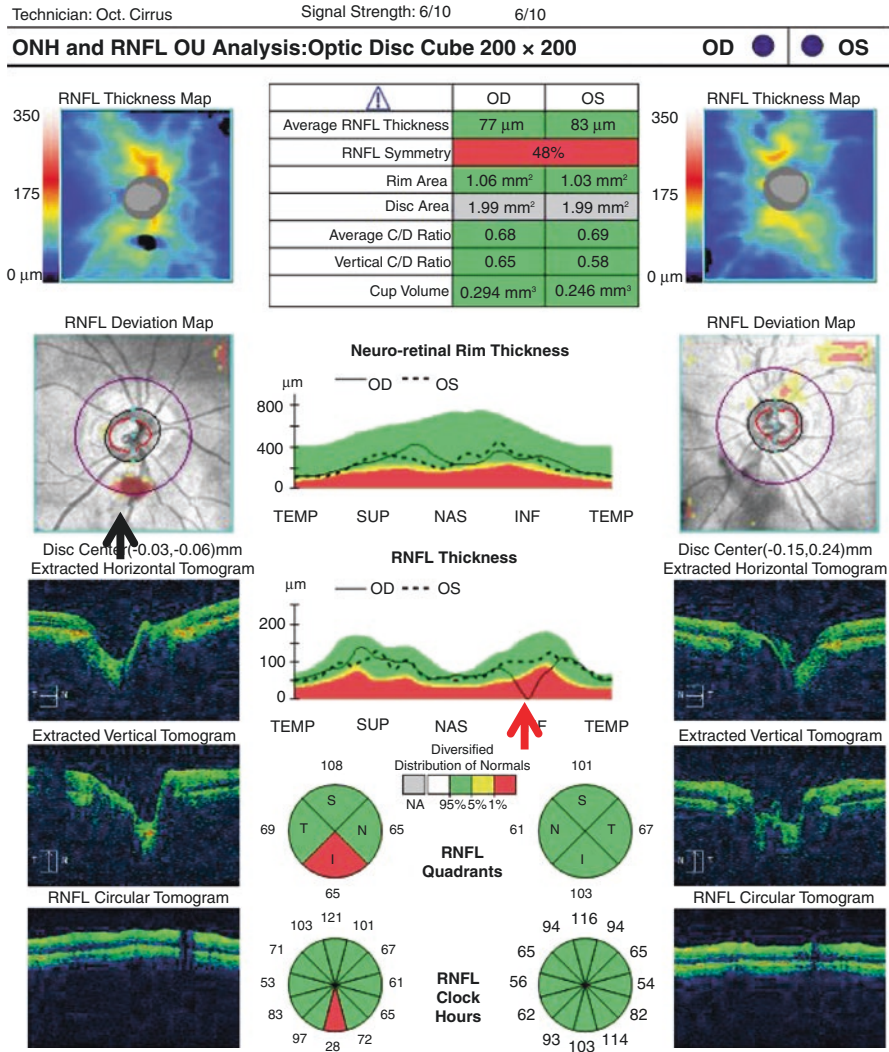 Technician: Oct. Cirrus Signal Strength: 6/10 6/10
ONH and RNFL OU Analysis:Optic Disc Cube 200 × 200 OD OS
RNFL Thickness Map
350
175
0 μm
OD OS
Average RNFL Thickness 77 μm 83 μm
RNFL Symmetry 48%
Rim Area 1.06 mm² 1.03 mm²
Disc Area 1.99 mm² 1.99 mm²
Average C/D Ratio 0.68 0.69
Vertical C/D Ratio 0.65 0.58
Cup Volume 0.294 mm³ 0.246 mm³
RNFL Thickness Map
350
175
0 μm
RNFL Deviation Map
Disc Center(-0.03,-0.06)mm
Neuro-retinal Rim Thickness
μm OD OS
800
400
0
TEMP SUP NAS INF TEMP
RNFL Deviation Map
Disc Center(-0.15,0.24)mm
Extracted Horizontal Tomogram
T N
RNFL Thickness
μm OD OS
200
100
0
TEMP SUP NAS F TEMP
Extracted Horizontal Tomogram
Extracted Vertical Tomogram
Diversified
Distribution of Normals
NA 95% 5% 1%
Extracted Vertical Tomogram
108
S
69 T N 65
I
65
RNFL
Quadrants
101
S
61 N T 67
I
103
RNFL Circular Tomogram
121
103 101
71 67
53 61
83 65
97 72
28
RNFL
Clock
Hours
116
94 94
65 65
56 54
62 82
93 114
103
RNFL Circular Tomogram